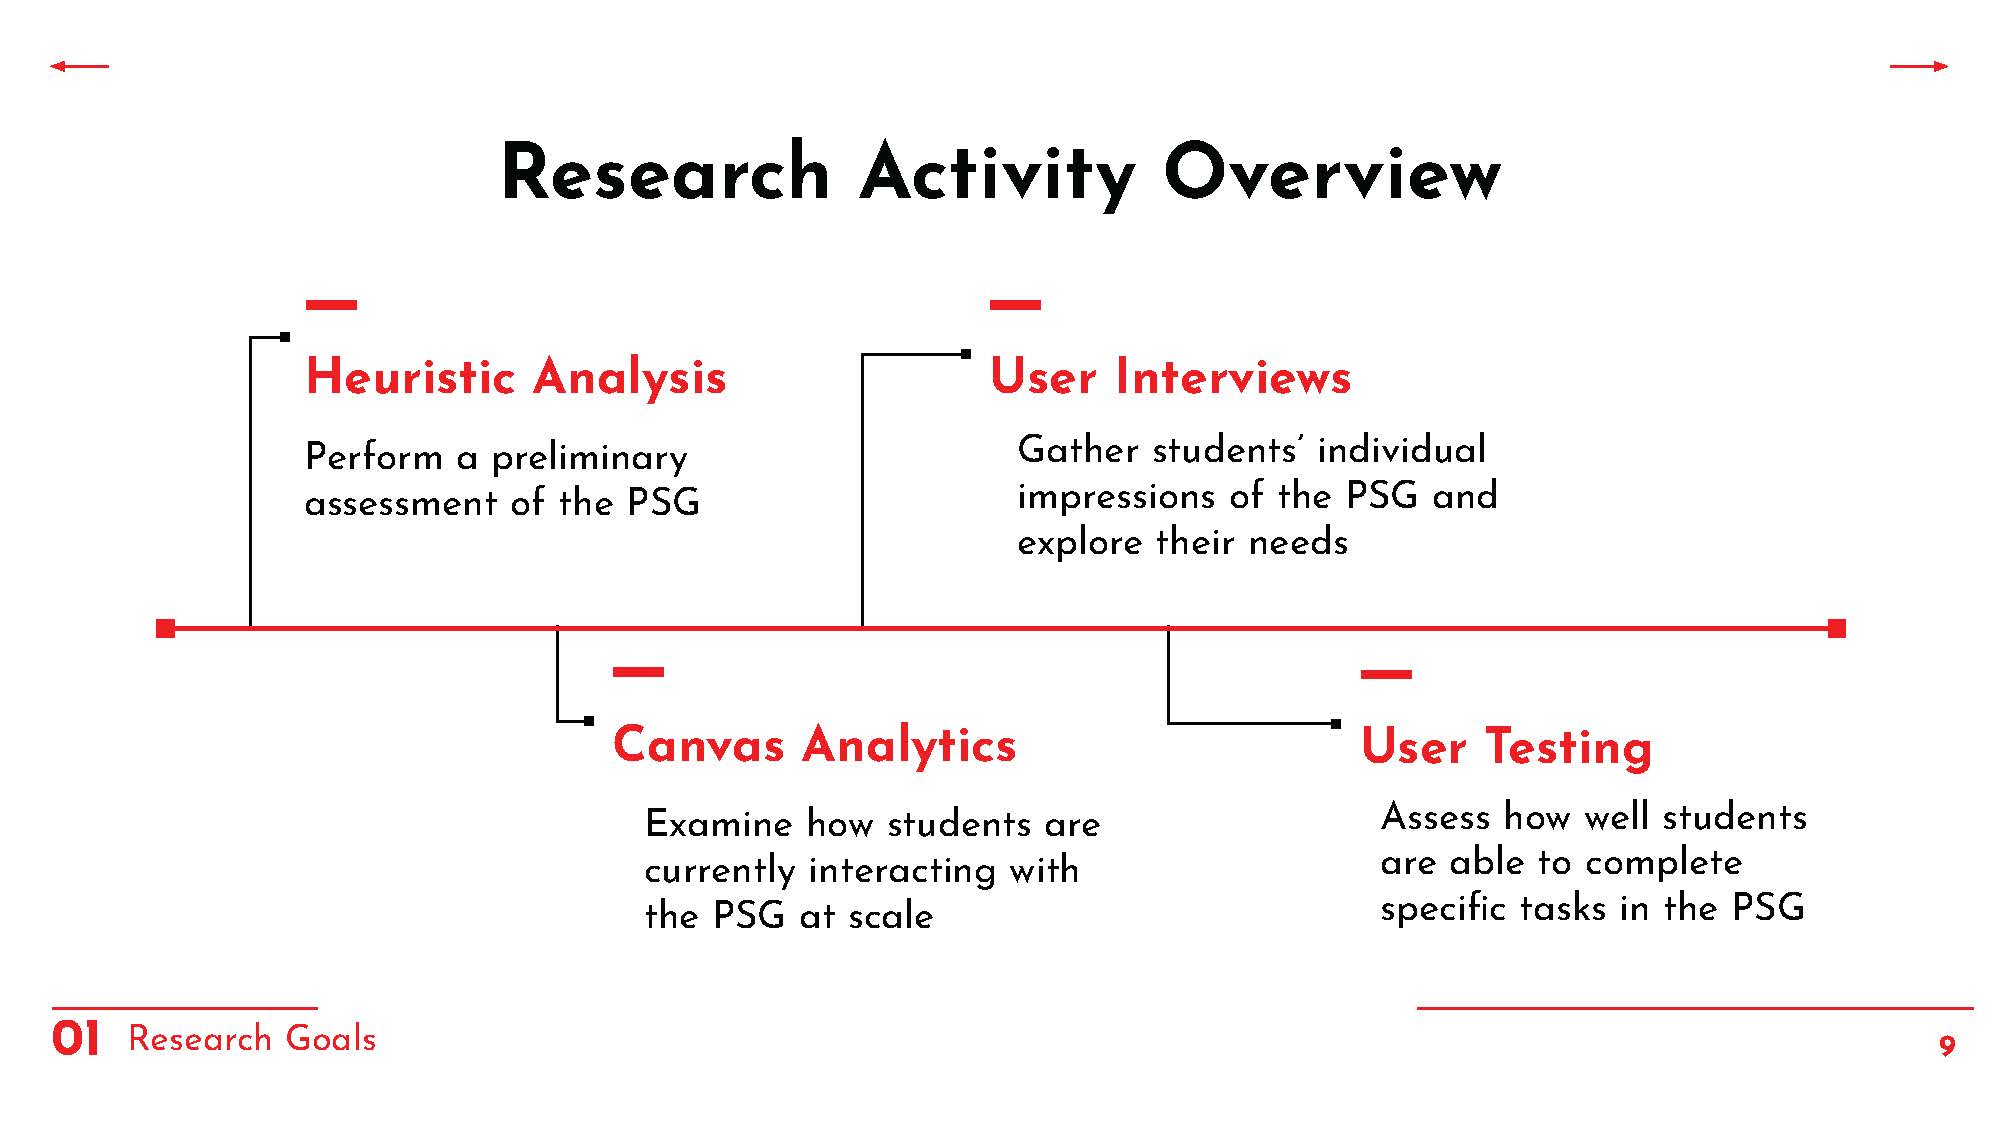 Research Activity Overview
Heuristic Analysis
Perform a preliminary
assessment of the PSG
User Interviews
Gather students’ individual
impressions of the PSG and
explore their needs
Canvas Analytics
Examine how students are
currently interacting with
the PSG at scale
User Testing
Assess how well students
are able to complete
specific tasks in the PSG
01 Research Goals
9